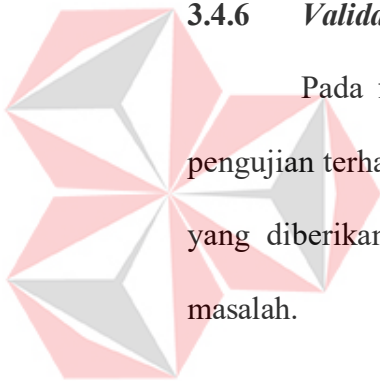 3.4.6 Valida
Pada
pengujian terha
yang diberikan
masalah.